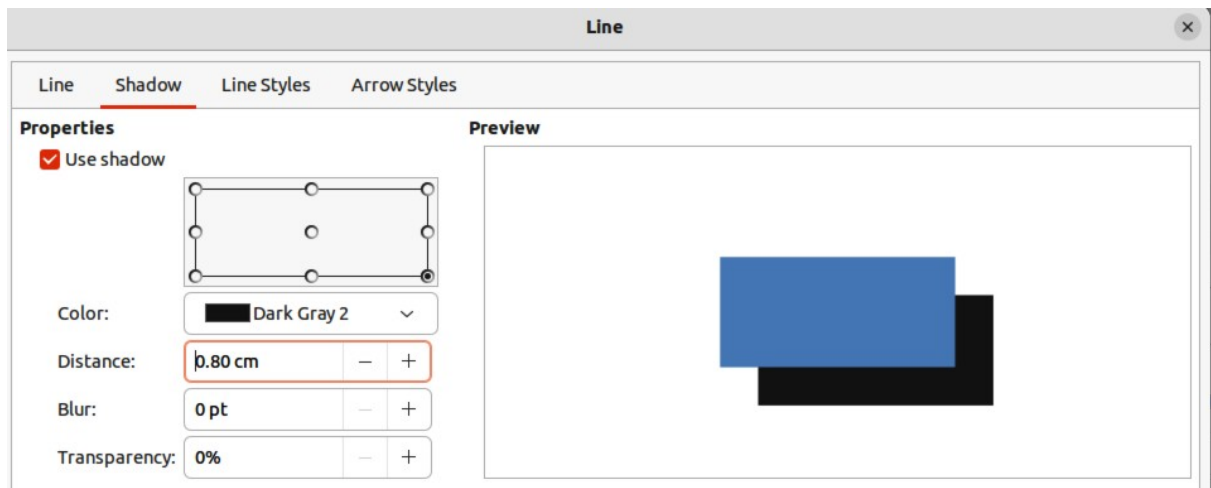 Line
Line Shadow Line Styles Arrow Styles
Properties
Use shadow
Color: Dark Gray 2
Distance: 0.80 cm
Blur: 0 pt
Transparency: 0%
Preview